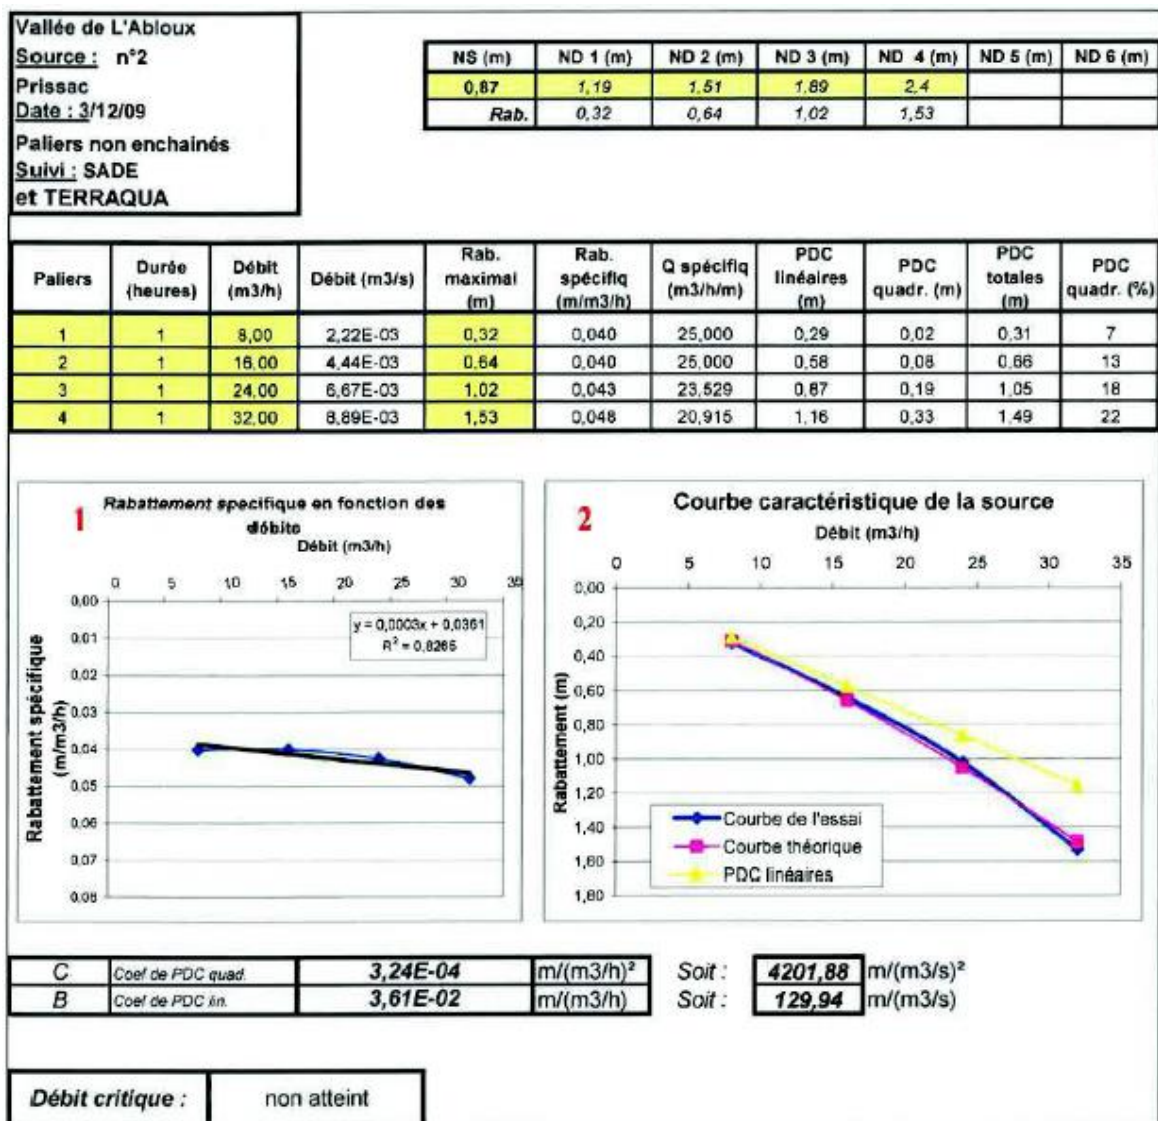 Vallée de L'Abloux
Source : n°2
Prissac
Date : 3/12/09
Paliers non enchainés
Suivi : SADE
et TERRAQUA
NS (m) ND 1 (m) ND 2 (m) ND 3 (m) ND 4 (m) ND 5 (m) ND 6 (m)
0,87 1,19 1,51 1,89 2,4
Rab. 0,32 0,64 1,02 1,53
Paliers Durée (heures) Débit (m3/h) Débit (m3/s) Rab. maximal (m) Rab. spécifiq (m/m3/h) Q spécifiq (m3/h/m) PDC linéaires (m) PDC quadr. (m) PDC totales (m) PDC quadr. (%)
1 1 8,00 2,22E-03 0,32 0,040 25,000 0,29 0,02 0,31 7
2 1 16,00 4,44E-03 0,64 0,040 25,000 0,58 0,08 0,66 13
3 1 24,00 6,67E-03 1,02 0,043 23,529 0,87 0,19 1,05 18
4 1 32,00 8,89E-03 1,53 0,048 20,915 1,16 0,33 1,49 22
1
Rabattement specifique en fonction des
débits
Débit (m3/h)
0 5 10 15 20 25 30 35
0,00
0,01
0,02
0,03
0,04
0,05
0,06
0,07
0,08
Rabattement spécifique
(m/m3/h)
y = 0,0003x + 0,0361
R² = 0,8265
2
Courbe caractéristique de la source
Débit (m3/h)
0 5 10 15 20 25 30 35
0,00
0,20
0,40
0,60
0,80
1,00
1,20
1,40
1,60
1,80
Rabattement (m)
Courbe de l'essai
Courbe théorique
PDC linéaires
C Coef de PDC quad. 3,24E-04 m/(m3/h)² Soit : 4201,88 m/(m3/s)²
B Coef de PDC lin. 3,61E-02 m/(m3/h) Soit : 129,94 m/(m3/s)
Débit critique : non atteint